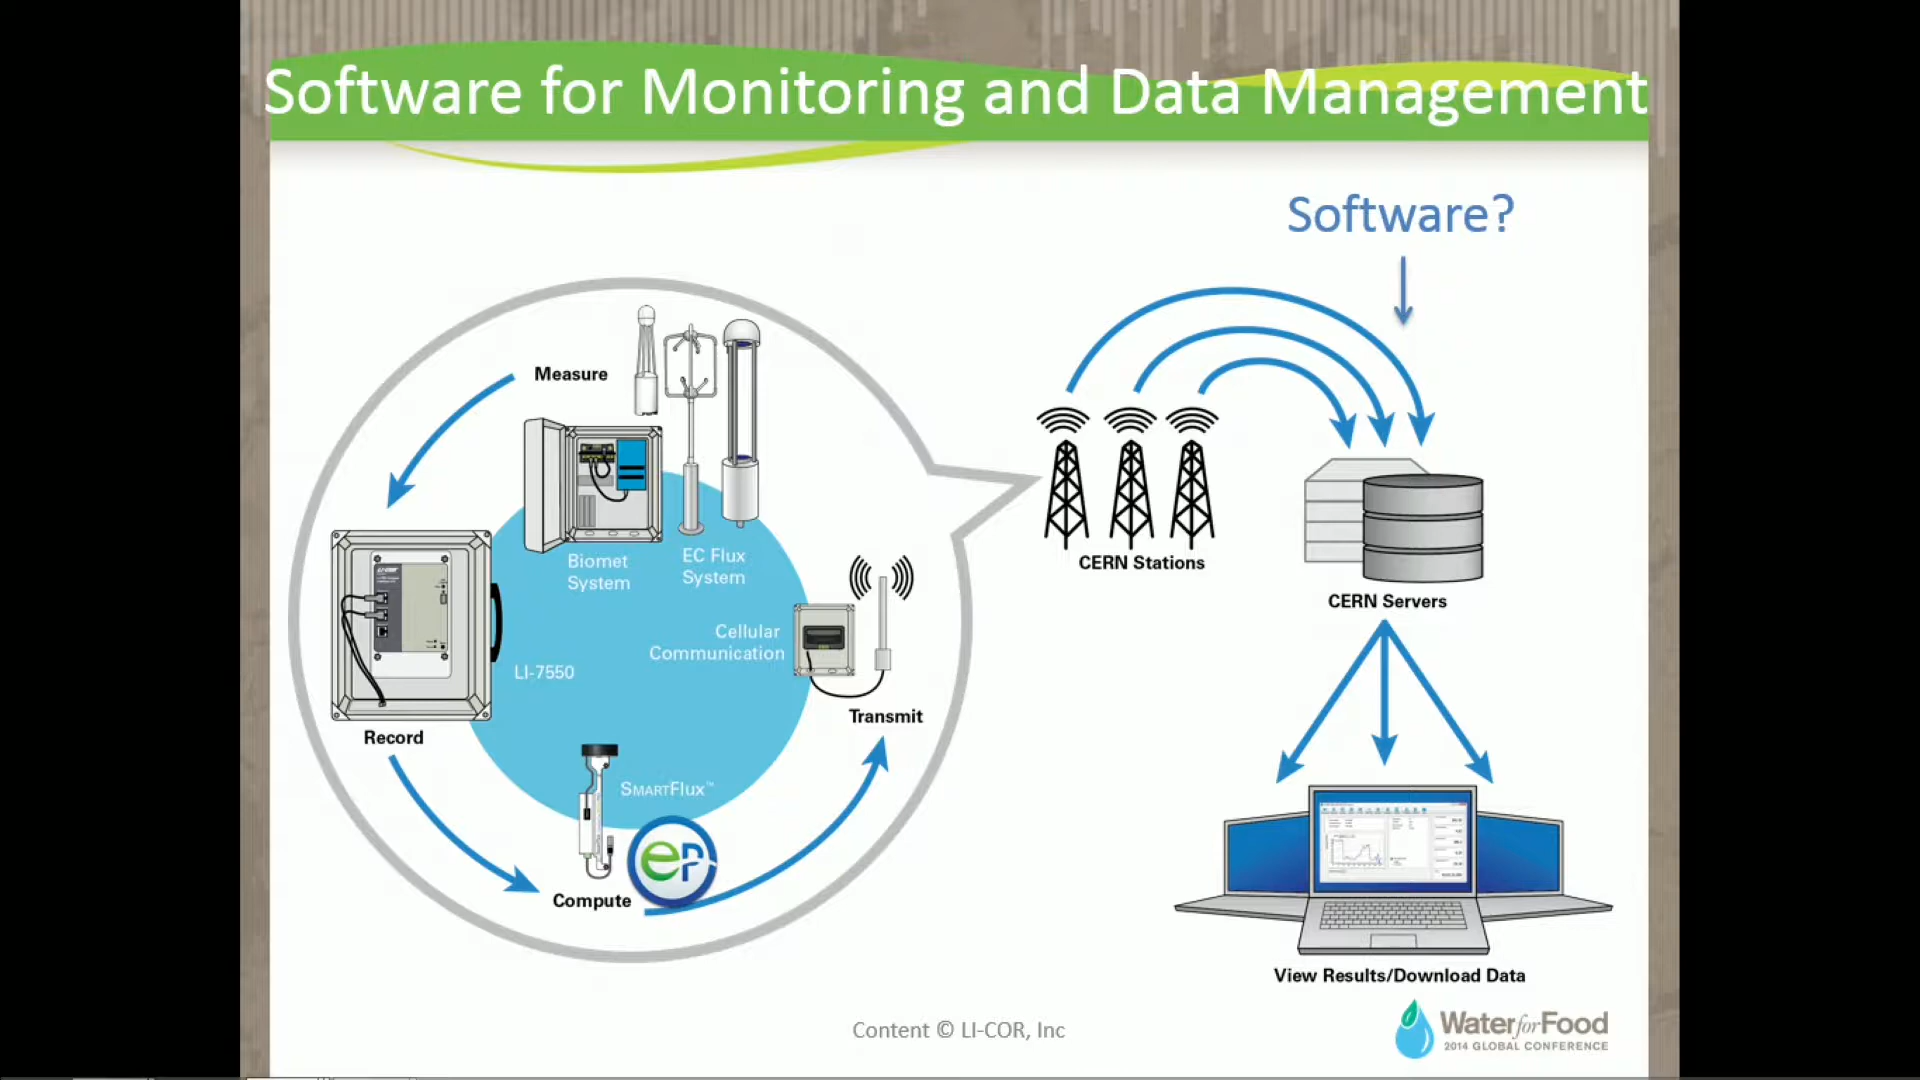 Software for Monitoring and Data Management
Software?
Measure
Biomet
System
EC Flux
System
Cellular
Communication
LI-7550
Transmit
Record
SMARTFlux™
eP
Compute
CERN Stations
CERN Servers
View Results/Download Data
Content © LI-COR, Inc
Water for Food
2014 GLOBAL CONFERENCE